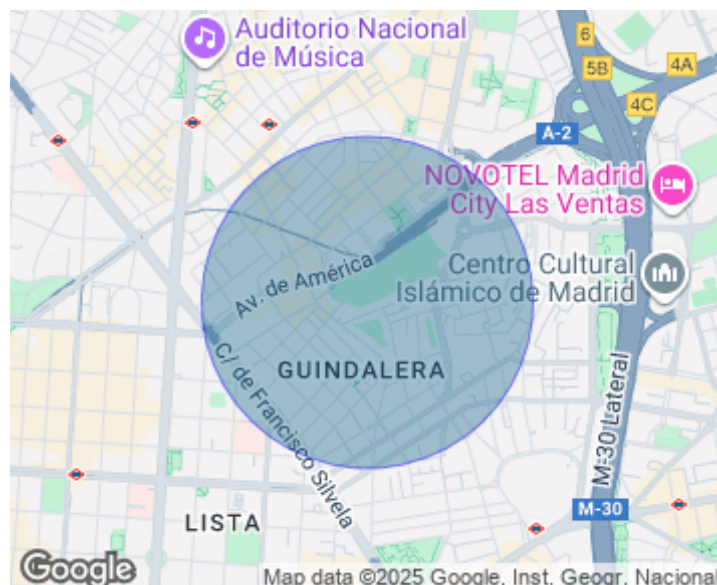 Auditorio Nacional
de Música
6
5B
4A
4C
A-2
NOVOTEL Madrid
City Las Ventas
Av. de América
Centro Cultural
Islámico de Madrid
GUINDALERA
C/ de Francisco Silvela
M-30 Lateral
M-30
LISTA
Google
Map data ©2025 Google, Inst. Geogr. Nacional